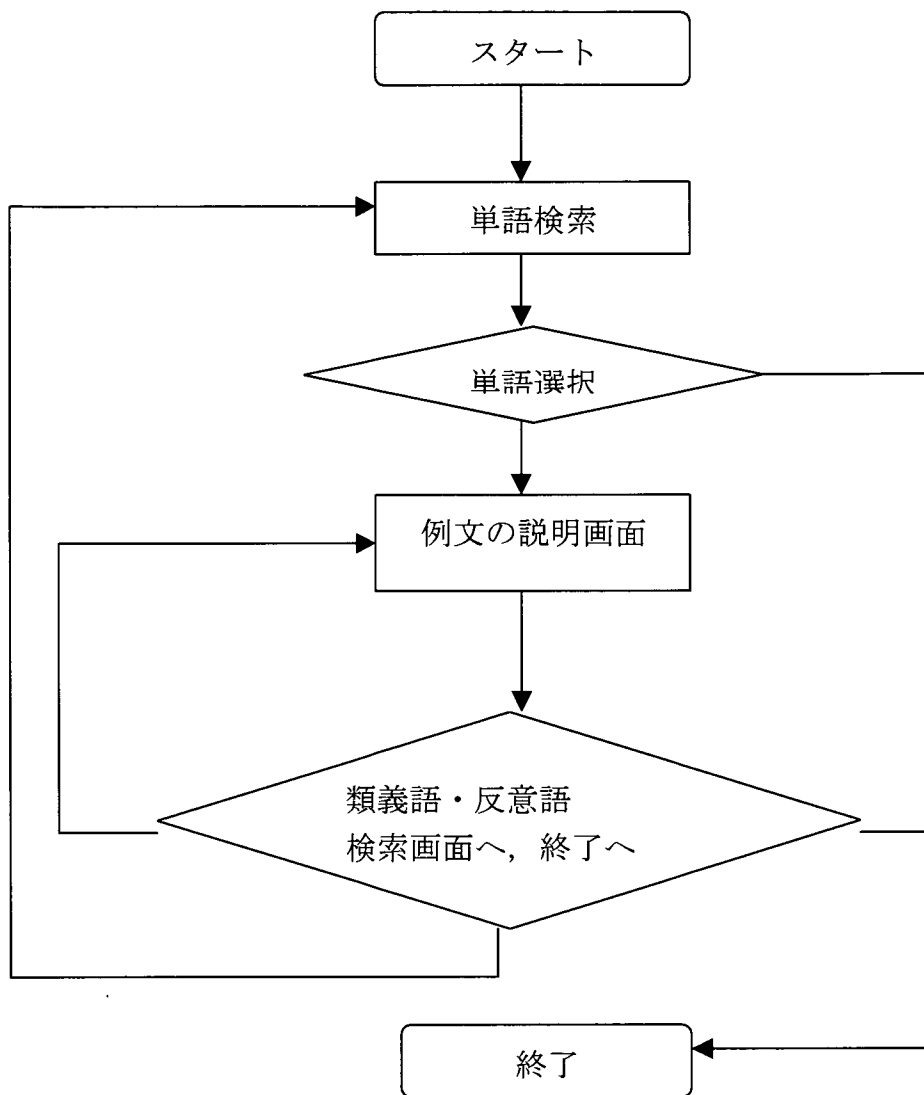 スタート
単語検索
単語選択
例文の説明画面
類義語・反意語
検索画面へ，終了へ
終了